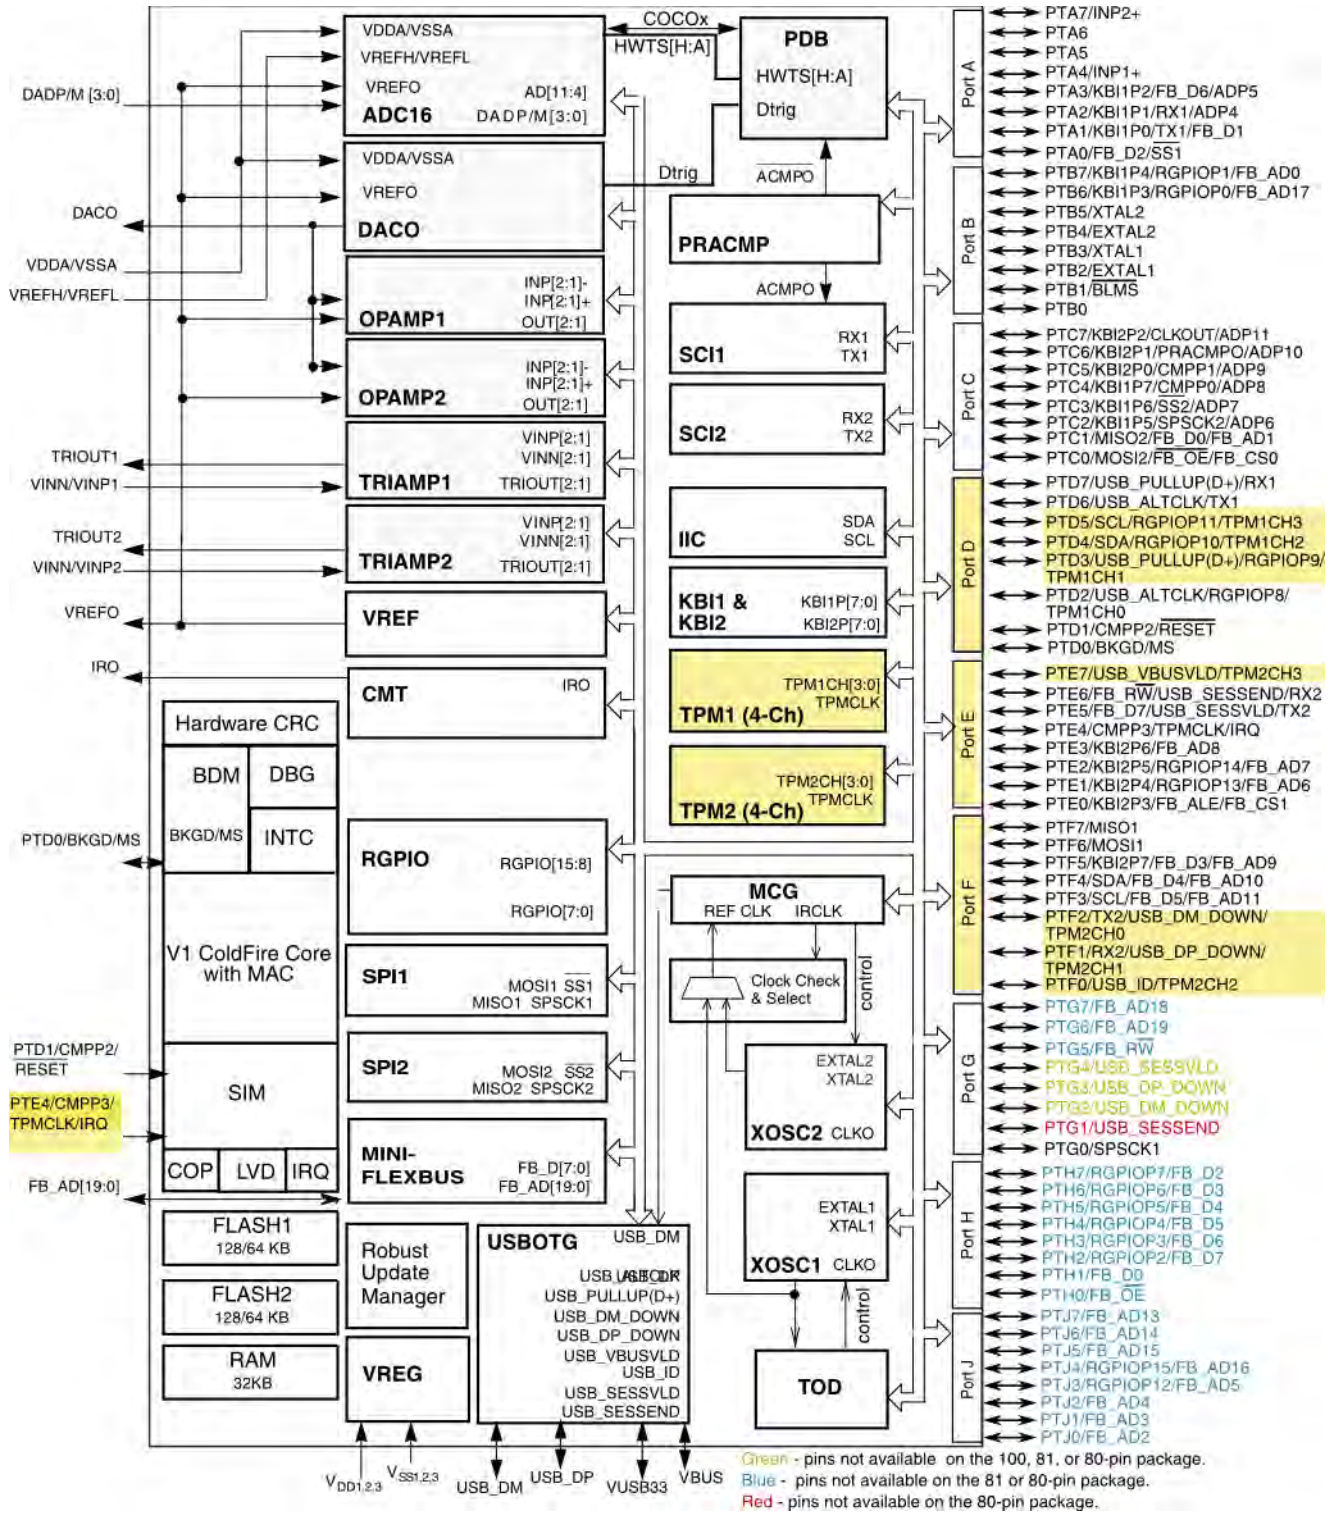 DADP/M [3:0]
DACO
VDDA/VSSA
VREFH/VREFL
TRIOUT1
VINN/VINP1
TRIOUT2
VINN/VINP2
VREFO
IRO
PTD0/BKGD/MS
PTD1/CMPP2/
RESET
PTE4/CMPP3/
TPMCLK/IRQ
FB_AD[19:0]
VDDA/VSSA
VREFH/VREFL
VREFO
AD[11:4]
ADC16
DADP/M[3:0]
VDDA/VSSA
VREFO
DACO
INP[2:1]-
INP[2:1]+
OPAMP1
OUT[2:1]
INP[2:1]-
INP[2:1]+
OPAMP2
OUT[2:1]
VINP[2:1]
VINN[2:1]
TRIAMP1
TRIOUT[2:1]
VINP[2:1]
VINN[2:1]
TRIAMP2
TRIOUT[2:1]
VREF
CMT
IRO
Hardware CRC
BDM
DBG
BKGD/MS
INTC
V1 ColdFire Core
with MAC
SIM
COP
LVD
IRQ
FLASH1
128/64 KB
FLASH2
128/64 KB
RAM
32KB
RGPIO
RGPIO[15:8]
RGPIO[7:0]
SPI1
MOSI1 SS1
MISO1 SPSCK1
SPI2
MOSI2 SS2
MISO2 SPSCK2
MINI-
FLEXBUS
FB_D[7:0]
FB_AD[19:0]
Robust
Update
Manager
VREG
VDD1,2,3
VSS1,2,3
USBOTG
USB_DM
USB_PULLUP(D+)
USB_DM_DOWN
USB_DP_DOWN
USB_VBUSVLD
USB_ID
USB_SESSVLD
USB_SESSEND
USB_DM
USB_DP
VUSB33
VBUS
COCOx
HWTS[H:A]
PDB
HWTS[H:A]
Dtrig
Dtrig
ACMPO
PRACMP
ACMPO
SCI1
RX1
TX1
SCI2
RX2
TX2
IIC
SDA
SCL
KBI1 &
KBI2
KBI1P[7:0]
KBI2P[7:0]
TPM1CH[3:0]
TPMCLK
TPM1 (4-Ch)
TPM2CH[3:0]
TPMCLK
TPM2 (4-Ch)
MCG
REF CLK
IRCLK
Clock Check
& Select
control
EXTAL2
XTAL2
XOSC2
CLKO
EXTAL1
XTAL1
XOSC1
CLKO
control
TOD
Port A
PTA7/INP2+
PTA6
PTA5
PTA4/INP1+
PTA3/KBI1P2/FB_D6/ADP5
PTA2/KBI1P1/RX1/ADP4
PTA1/KBI1P0/TX1/FB_D1
PTA0/FB_D2/SS1
Port B
PTB7/KBI1P4/RGPIOP1/FB_AD0
PTB6/KBI1P3/RGPIOP0/FB_AD17
PTB5/XTAL2
PTB4/EXTAL2
PTB3/XTAL1
PTB2/EXTAL1
PTB1/BLMS
PTB0
Port C
PTC7/KBI2P2/CLKOUT/ADP11
PTC6/KBI2P1/PRACMPO/ADP10
PTC5/KBI2P0/CMPP1/ADP9
PTC4/KBI1P7/CMPP0/ADP8
PTC3/KBI1P6/SS2/ADP7
PTC2/KBI1P5/SPSCK2/ADP6
PTC1/MISO2/FB_D0/FB_AD1
PTC0/MOSI2/FB_OE/FB_CS0
Port D
PTD7/USB_PULLUP(D+)/RX1
PTD6/USB_ALTCLK/TX1
PTD5/SCL/RGPIOP11/TPM1CH3
PTD4/SDA/RGPIOP10/TPM1CH2
PTD3/USB_PULLUP(D+)/RGPIOP9/
TPM1CH1
PTD2/USB_ALTCLK/RGPIOP8/
TPM1CH0
PTD1/CMPP2/RESET
PTD0/BKGD/MS
Port E
PTE7/USB_VBUSVLD/TPM2CH3
PTE6/FB_RW/USB_SESSEND/RX2
PTE5/FB_D7/USB_SESSVLD/TX2
PTE4/CMPP3/TPMCLK/IRQ
PTE3/KBI2P6/FB_AD8
PTE2/KBI2P5/RGPIOP14/FB_AD7
PTE1/KBI2P4/RGPIOP13/FB_AD6
PTE0/KBI2P3/FB_ALE/FB_CS1
Port F
PTF7/MISO1
PTF6/MOSI1
PTF5/KBI2P7/FB_D3/FB_AD9
PTF4/SDA/FB_D4/FB_AD10
PTF3/SCL/FB_D5/FB_AD11
PTF2/TX2/USB_DM_DOWN/
TPM2CH0
PTF1/RX2/USB_DP_DOWN/
TPM2CH1
PTF0/USB_ID/TPM2CH2
Port G
PTG7/FB_AD18
PTG6/FB_AD19
PTG5/FB_RW
PTG4/USB_SESSVLD
PTG3/USB_DP_DOWN
PTG2/USB_DM_DOWN
PTG1/USB_SESSEND
PTG0/SPSCK1
Port H
PTH7/RGPIOP7/FB_D2
PTH6/RGPIOP6/FB_D3
PTH5/RGPIOP5/FB_D4
PTH4/RGPIOP4/FB_D5
PTH3/RGPIOP3/FB_D6
PTH2/RGPIOP2/FB_D7
PTH1/FB_D0
PTH0/FB_OE
Port J
PTJ7/FB_AD13
PTJ6/FB_AD14
PTJ5/FB_AD15
PTJ4/RGPIOP15/FB_AD16
PTJ3/RGPIOP12/FB_AD5
PTJ2/FB_AD4
PTJ1/FB_AD3
PTJ0/FB_AD2
Green - pins not available on the 100, 81, or 80-pin package.
Blue - pins not available on the 81 or 80-pin package.
Red - pins not available on the 80-pin package.